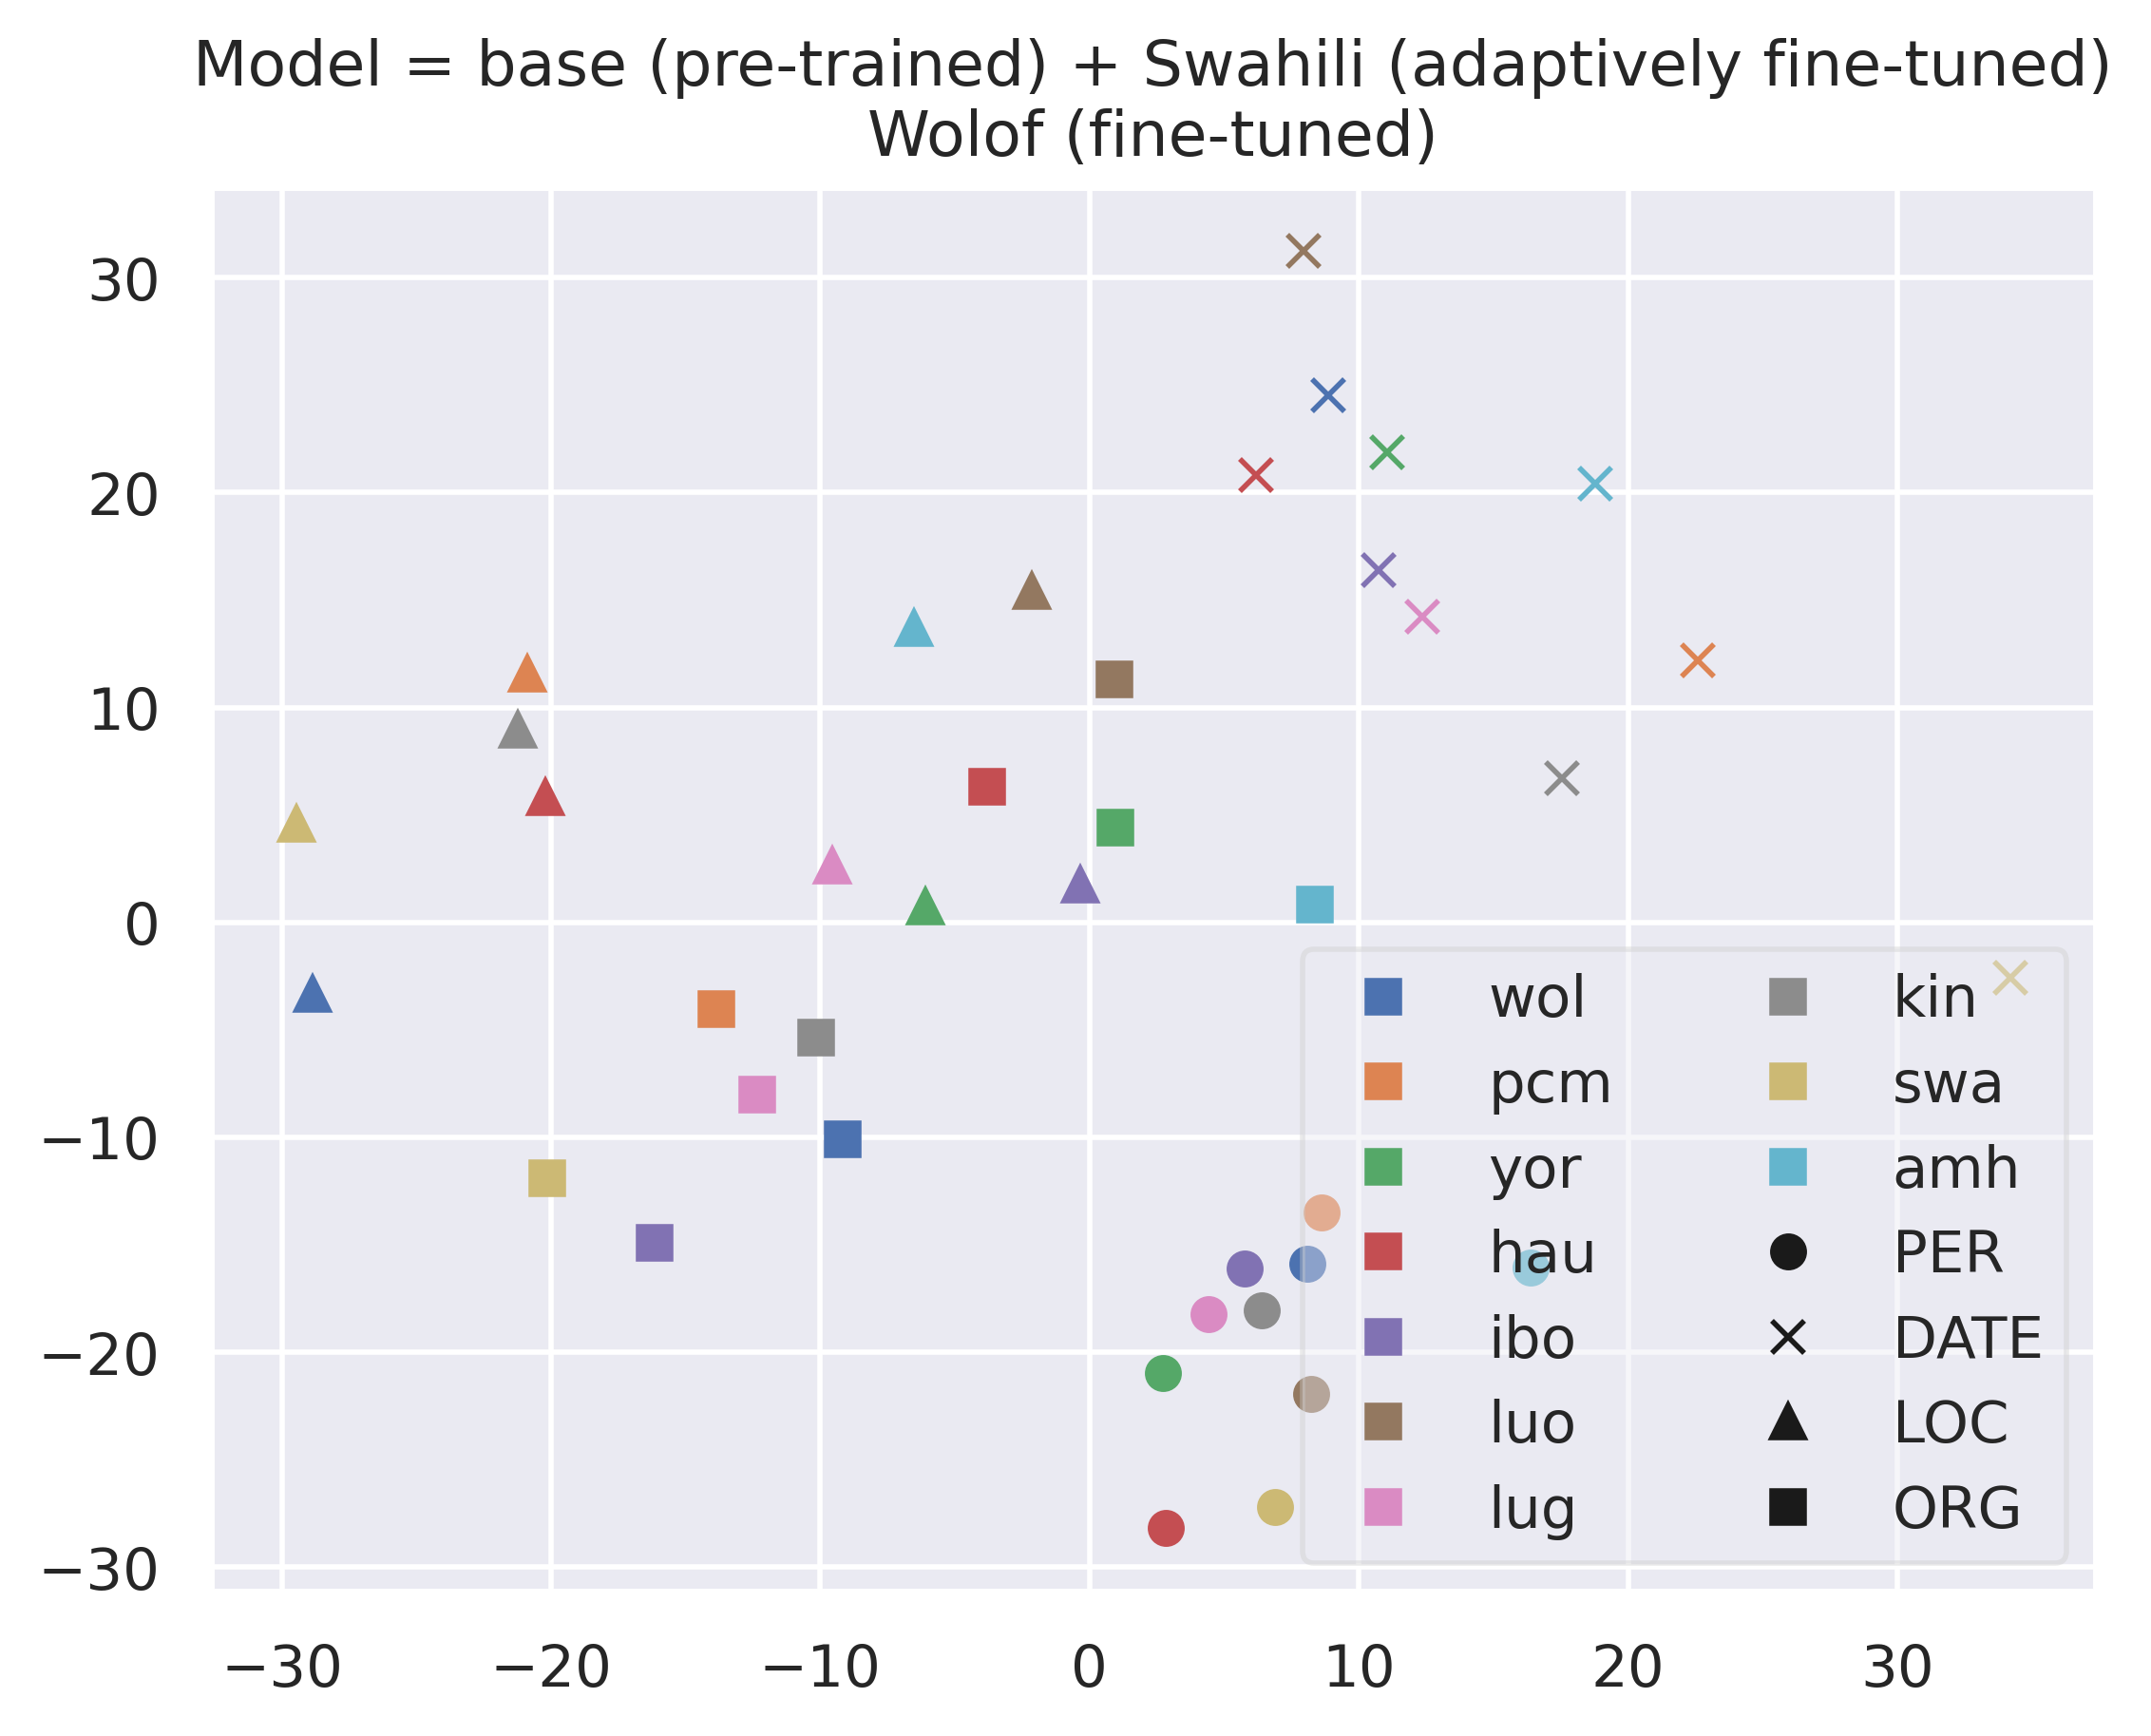 Model = base (pre-trained) + Swahili (adaptively fine-tuned)
Wolof (fine-tuned)
30
20
10
0
−10
−20
−30
−30
−20
−10
0
10
20
30
wol
pcm
yor
hau
ibo
luo
lug
kin
swa
amh
PER
DATE
LOC
ORG